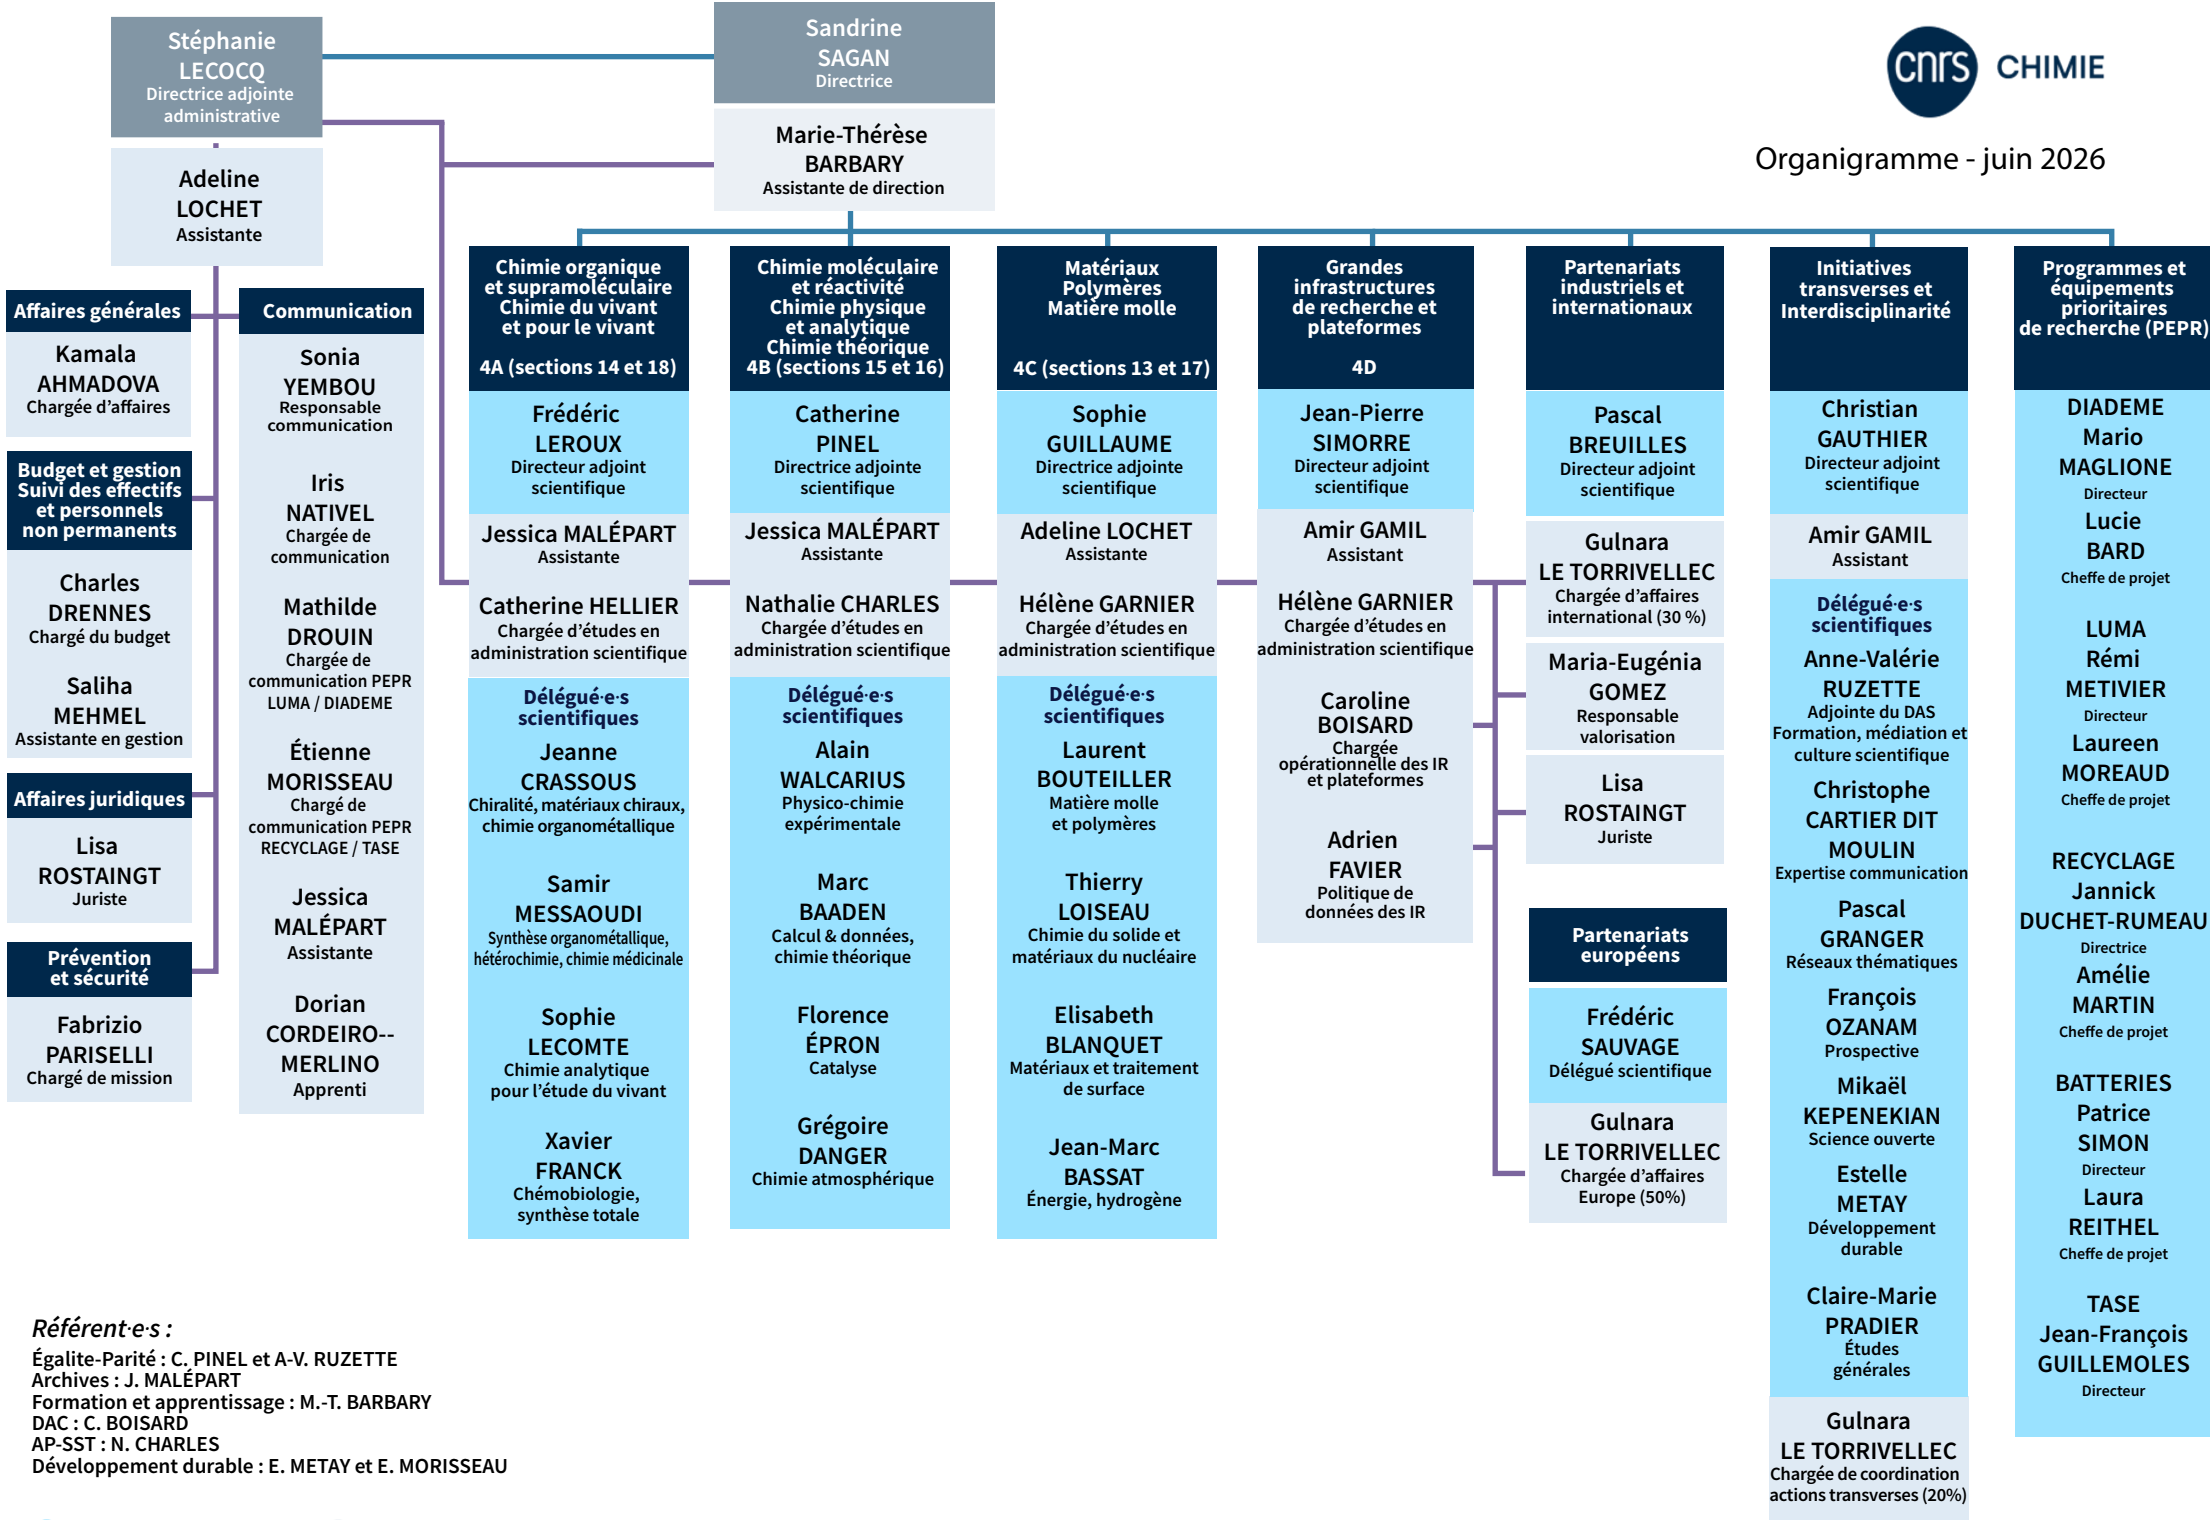 Stéphanie
LECOCQ
Directrice adjointe
administrative
Sandrine
SAGAN
Directrice
cnrs CHIMIE
Organigramme - juin 2026
Marie-Thérèse
BARBARY
Assistante de direction
Adeline
LOCHET
Assistante
Affaires générales
Kamala
AHMADOVA
Chargée d'affaires
Budget et gestion
Suivi des effectifs
et personnels
non permanents
Charles
DRENNES
Chargé du budget
Saliha
MEHMEL
Assistante en gestion
Affaires juridiques
Lisa
ROSTAINGT
Juriste
Prévention
et sécurité
Fabrizio
PARISELLI
Chargé de mission
Communication
Sonia
YEMBOU
Responsable
communication
Iris
NATIVEL
Chargée de
communication
Mathilde
DROUIN
Chargée de
communication PEPR
LUMA / DIADEME
Étienne
MORISSEAU
Chargé de
communication PEPR
RECYCLAGE / TASE
Jessica
MALÉPART
Assistante
Dorian
CORDEIRO--
MERLINO
Apprenti
Chimie organique
et supramoléculaire
Chimie du vivant
et pour le vivant
4A (sections 14 et 18)
Frédéric
LEROUX
Directeur adjoint
scientifique
Jessica MALÉPART
Assistante
Catherine HELLIER
Chargée d'études en
administration scientifique
Délégué·e·s
scientifiques
Jeanne
CRASSOUS
Chiralité, matériaux chiraux,
chimie organométallique
Samir
MESSAOUDI
Synthèse organométallique,
hétérochimie, chimie médicinale
Sophie
LECOMTE
Chimie analytique
pour l'étude du vivant
Xavier
FRANCK
Chémobiologie,
synthèse totale
Chimie moléculaire
et réactivité
Chimie physique
et analytique
Chimie théorique
4B (sections 15 et 16)
Catherine
PINEL
Directrice adjointe
scientifique
Jessica MALÉPART
Assistante
Nathalie CHARLES
Chargée d'études en
administration scientifique
Délégué·e·s
scientifiques
Alain
WALCARIUS
Physico-chimie
expérimentale
Marc
BAADEN
Calcul & données,
chimie théorique
Florence
ÉPRON
Catalyse
Grégoire
DANGER
Chimie atmosphérique
Matériaux
Polymères
Matière molle
4C (sections 13 et 17)
Sophie
GUILLAUME
Directrice adjointe
scientifique
Adeline LOCHET
Assistante
Hélène GARNIER
Chargée d'études en
administration scientifique
Délégué·e·s
scientifiques
Laurent
BOUTEILLER
Matière molle
et polymères
Thierry
LOISEAU
Chimie du solide et
matériaux du nucléaire
Elisabeth
BLANQUET
Matériaux et traitement
de surface
Jean-Marc
BASSAT
Énergie, hydrogène
Grandes
infrastructures
de recherche et
plateformes
4D
Jean-Pierre
SIMORRE
Directeur adjoint
scientifique
Amir GAMIL
Assistant
Hélène GARNIER
Chargée d'études en
administration scientifique
Caroline
BOISARD
Chargée
opérationnelle des IR
et plateformes
Adrien
FAVIER
Politique de
données des IR
Partenariats
industriels et
internationaux
Pascal
BREUILLES
Directeur adjoint
scientifique
Gulnara
LE TORRIVELLEC
Chargée d'affaires
international (30 %)
Maria-Eugénia
GOMEZ
Responsable
valorisation
Lisa
ROSTAINGT
Juriste
Partenariats
européens
Frédéric
SAUVAGE
Délégué scientifique
Gulnara
LE TORRIVELLEC
Chargée d'affaires
Europe (50%)
Initiatives
transverses et
Interdisciplinarité
Christian
GAUTHIER
Directeur adjoint
scientifique
Amir GAMIL
Assistant
Délégué·e·s
scientifiques
Anne-Valérie
RUZETTE
Adjointe du DAS
Formation, médiation et
culture scientifique
Christophe
CARTIER DIT
MOULIN
Expertise communication
Pascal
GRANGER
Réseaux thématiques
François
OZANAM
Prospective
Mikaël
KEPENEKIAN
Science ouverte
Estelle
METAY
Développement
durable
Claire-Marie
PRADIER
Études
générales
Gulnara
LE TORRIVELLEC
Chargée de coordination
actions transverses (20%)
Programmes et
équipements
prioritaires
de recherche (PEPR)
DIADEME
Mario
MAGLIONE
Directeur
Lucie
BARD
Cheffe de projet
LUMA
Rémi
METIVIER
Directeur
Laureen
MOREAUD
Cheffe de projet
RECYCLAGE
Jannick
DUCHET-RUMEAU
Directrice
Amélie
MARTIN
Cheffe de projet
BATTERIES
Patrice
SIMON
Directeur
Laura
REITHEL
Cheffe de projet
TASE
Jean-François
GUILLEMOLES
Directeur
Référent·e·s :
Égalite-Parité : C. PINEL et A-V. RUZETTE
Archives : J. MALÉPART
Formation et apprentissage : M.-T. BARBARY
DAC : C. BOISARD
AP-SST : N. CHARLES
Développement durable : E. METAY et E. MORISSEAU